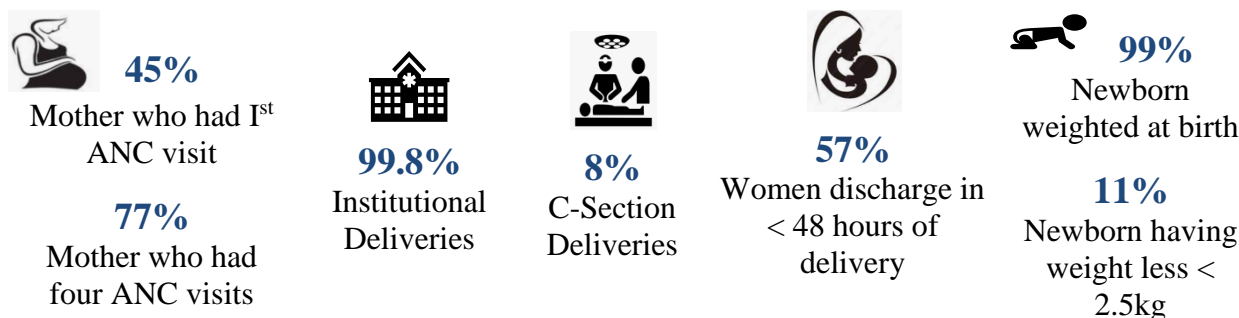 45%
Mother who had Ist
ANC visit
77%
Mother who had
four ANC visits
99.8%
Institutional
Deliveries
8%
C-Section
Deliveries
57%
Women discharge in
< 48 hours of
delivery
99%
Newborn
weighted at birth
11%
Newborn having
weight less <
2.5kg